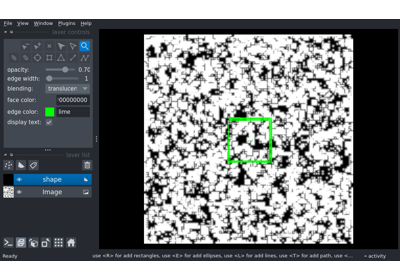 File View Window Plugins Help
layer controls
opacity: 0.70
edge width: 1
blending: translucen
face color: 00000000
edge color: lime
display text:
layer list
shape
Image
Ready
use <R> for add rectangles, use <E> for add ellipses, use <L> for add lines, use <T> for add path, use <...
activity